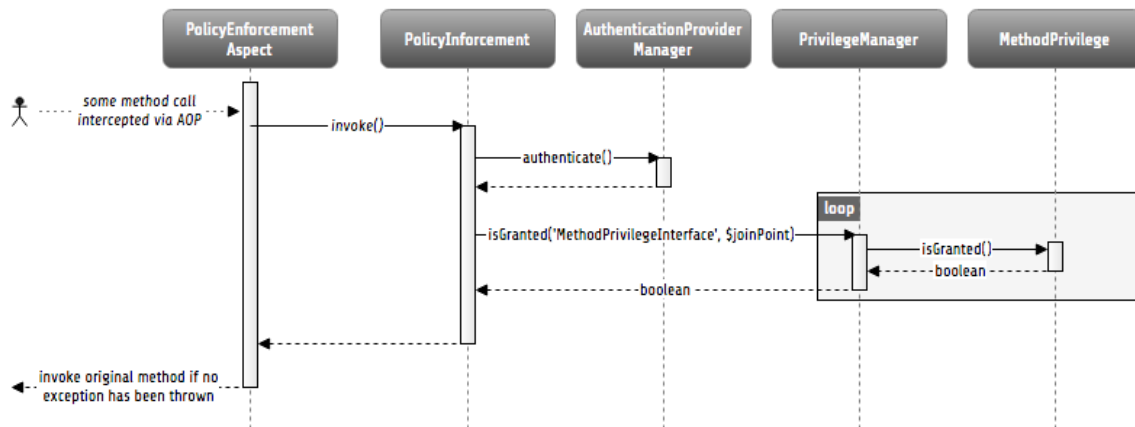 PolicyEnforcement
Aspect
PolicyInforcement
AuthenticationProvider
Manager
PrivilegeManager
MethodPrivilege
some method call
intercepted via AOP
invoke()
authenticate()
loop
isGranted('MethodPrivilegeInterface', $joinPoint)
isGranted()
boolean
boolean
invoke original method if no
exception has been thrown